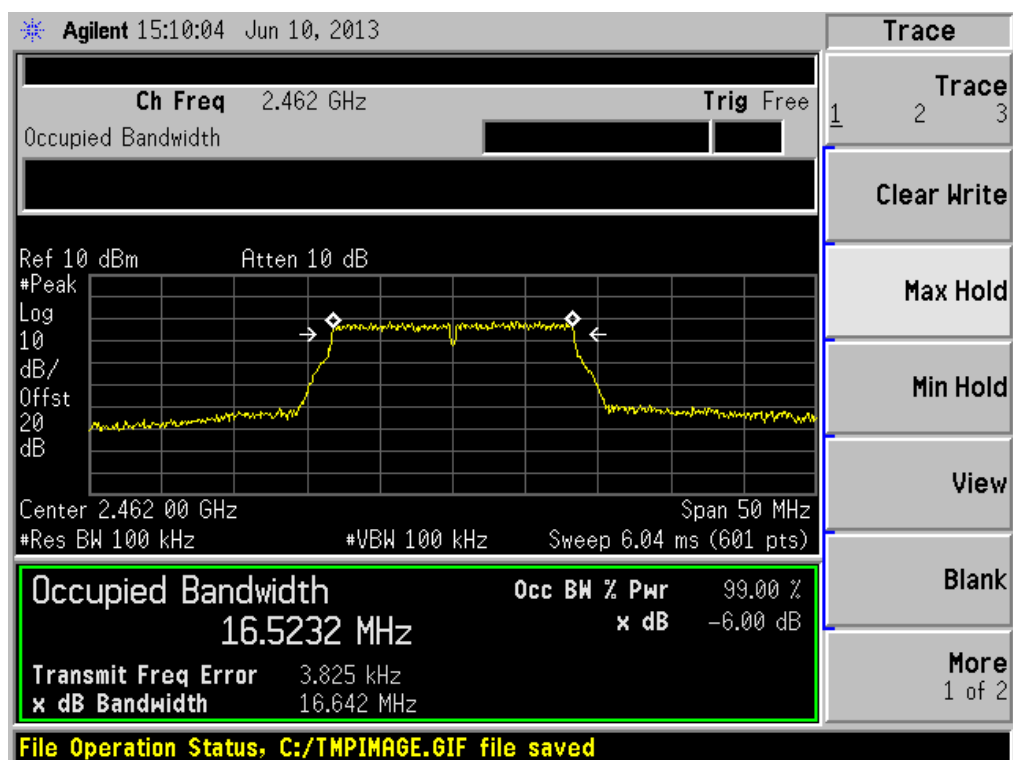 Agilent 15:10:04 Jun 10, 2013
Trace
Ch Freq 2.462 GHz Trig Free
Occupied Bandwidth
Ref 10 dBm Atten 10 dB
#Peak
Log
10
dB/
Offst
20
dB
Center 2.462 00 GHz Span 50 MHz
#Res BW 100 kHz #VBW 100 kHz Sweep 6.04 ms (601 pts)
Occupied Bandwidth Occ BW % Pwr 99.00 %
16.5232 MHz x dB -6.00 dB
Transmit Freq Error 3.825 kHz
x dB Bandwidth 16.642 MHz
File Operation Status, C:/TMPIMAGE.GIF file saved
Trace
1 2 3
Clear Write
Max Hold
Min Hold
View
Blank
More
1 of 2